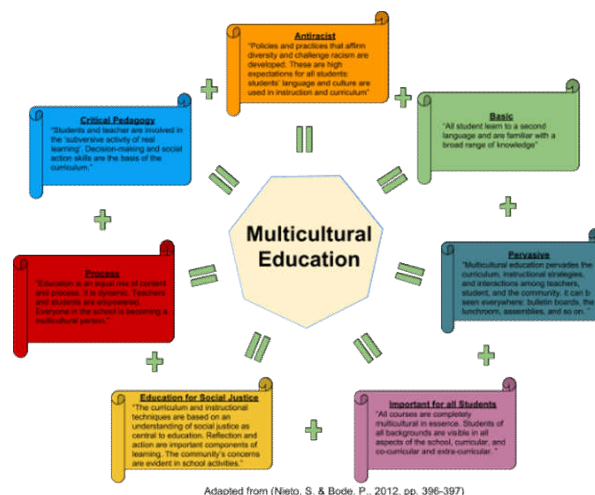 Antiracist
"Policies and practices that affirm
diversity and challenge racism are
developed. These are high
expectations for all students:
students' language and culture are
used in instruction and curriculum"
Critical Pedagogy
"Students and teacher are involved in
the 'subversive activity of real
learning'. Decision-making and social
action skills are the basis of the
curriculum."
Basic
"All student learn to a second
language and are familiar with a
broad range of knowledge"
Multicultural
Education
Process
"Education is an equal mix of content
and process. It is dynamic. Teachers
and students are empowered.
Everyone in the school is becoming a
multicultural person."
Pervasive
"Multicultural education pervades the
curriculum, instructional strategies,
and interactions among teachers,
student, and the community. it can b
seen everywhere: bulletin boards, the
lunchroom, assemblies, and so on. "
Education for Social Justice
"The curriculum and instructional
techniques are based on an
understanding of social justice as
central to education. Reflection and
action are important components of
learning. The community's concerns
are evident in school activities."
Important for all Students
"All courses are completely
multicultural in essence. Students of
all backgrounds are visible in all
aspects of the school, curricular, and
co-curricular and extra-curricular. "
Adapted from (Nieto, S. & Bode, P., 2012, pp. 396-397)